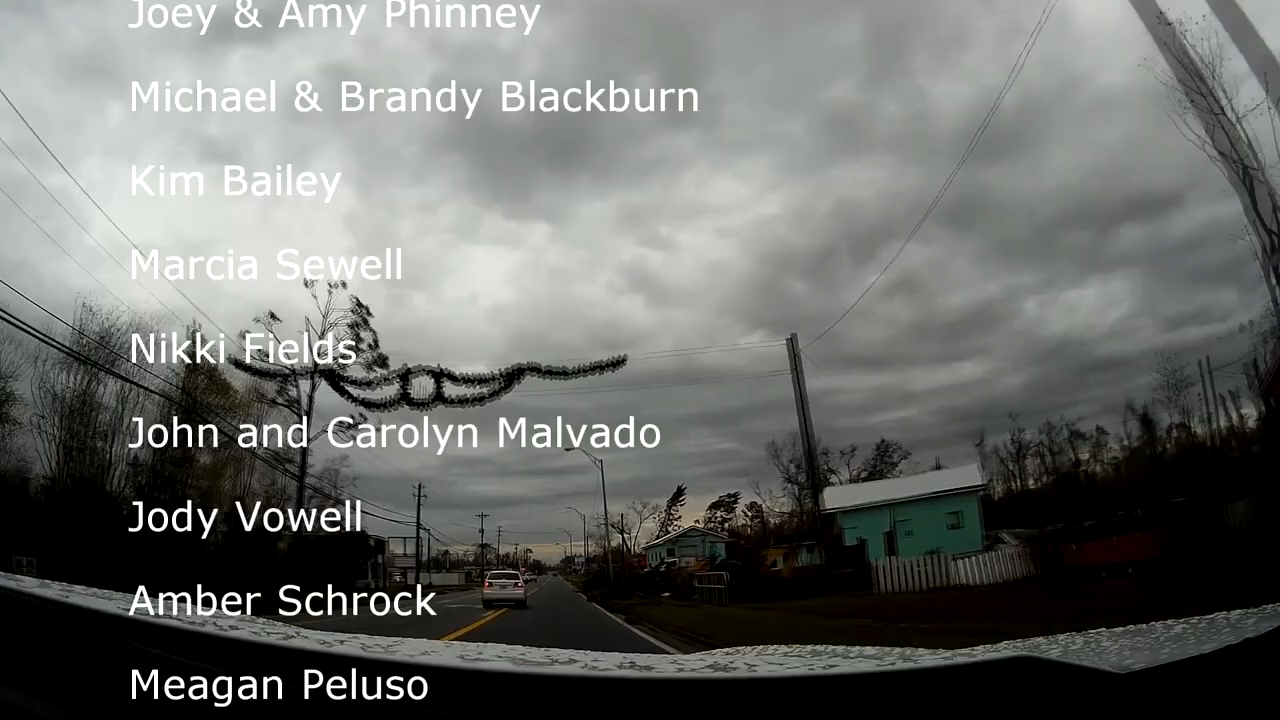 Joey & Amy Phinney
Michael & Brandy Blackburn
Kim Bailey
Marcia Sewell
Nikki Fields
John and Carolyn Malvado
Jody Vowell
Amber Schrock
Meagan Peluso